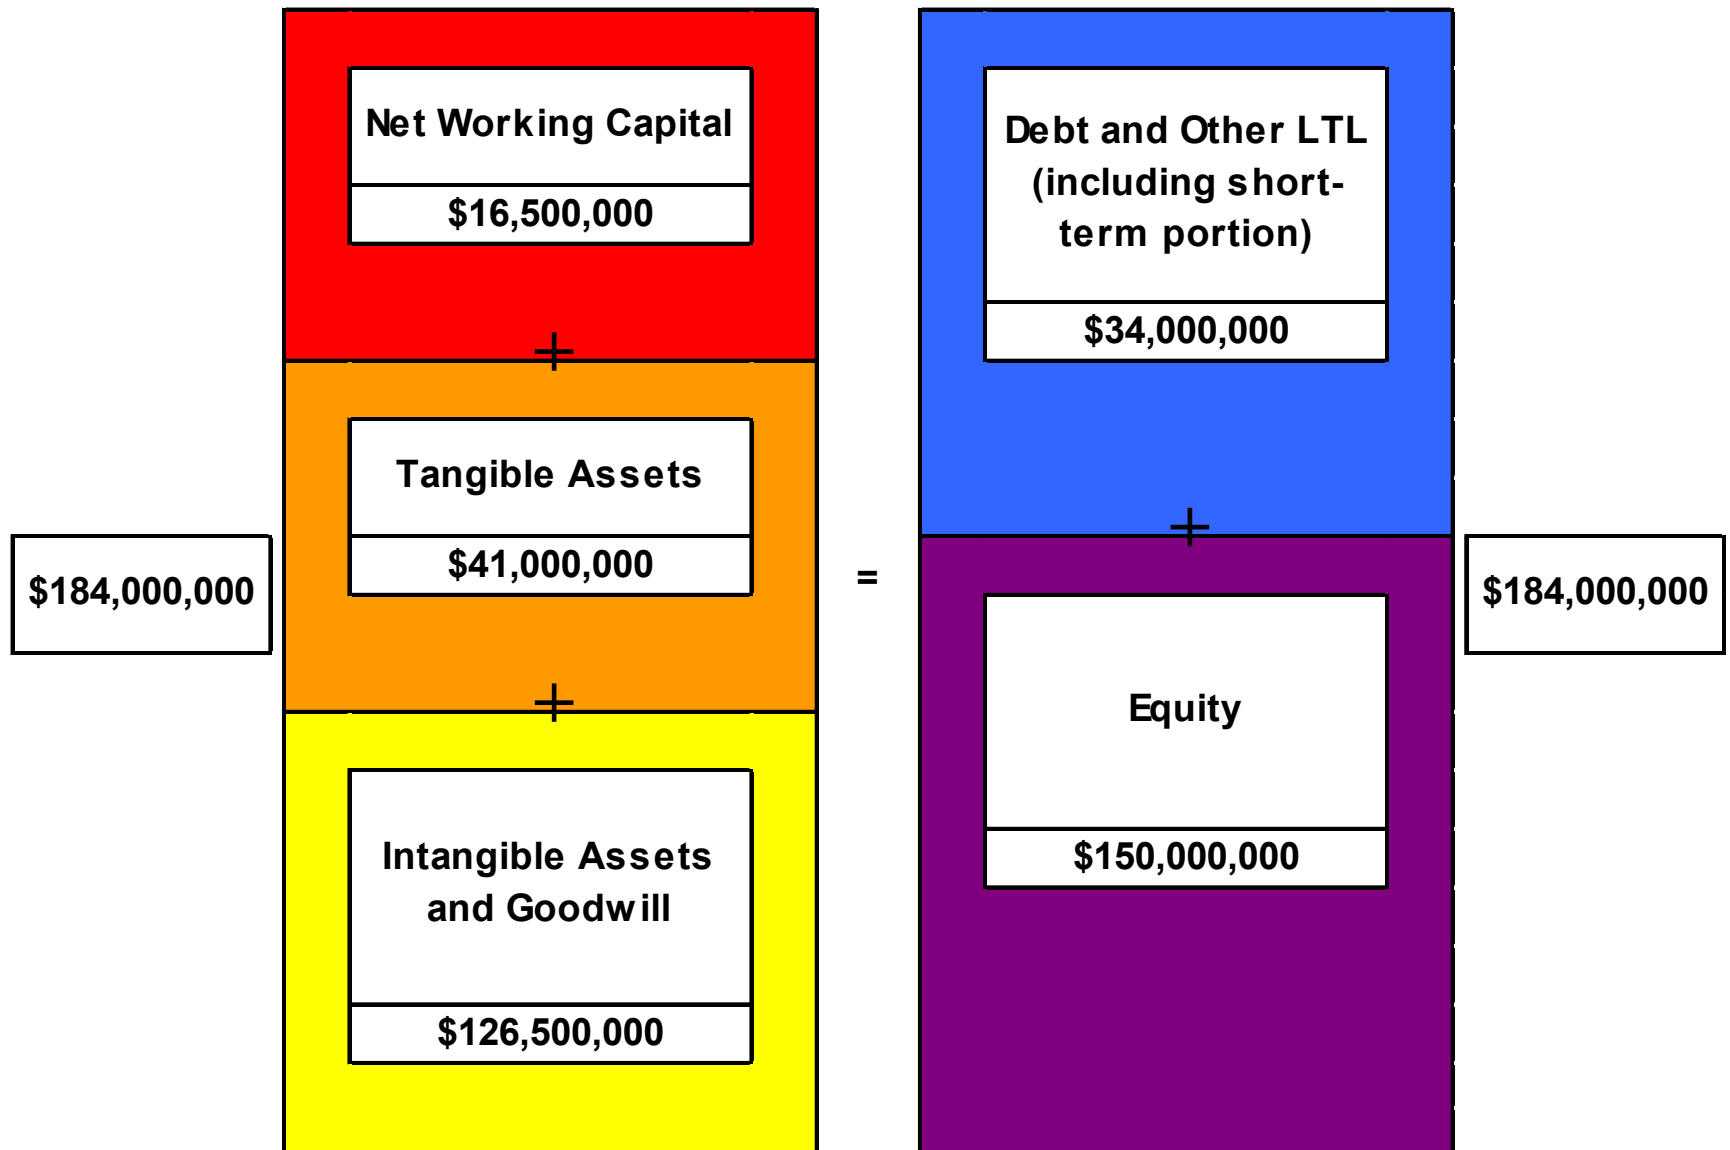 Net Working Capital
$16,500,000
+
Tangible Assets
$41,000,000
+
Intangible Assets
and Goodwill
$126,500,000
$184,000,000
=
Debt and Other LTL
(including short-
term portion)
$34,000,000
+
Equity
$150,000,000
$184,000,000